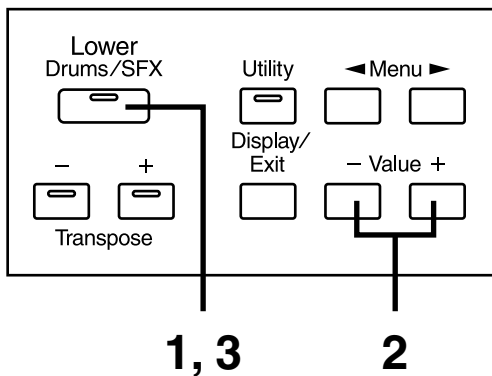 Lower
Drums/SFX
Utility
◄ Menu ►
Display/
Exit
− +
− Value +
Transpose
1, 3
2